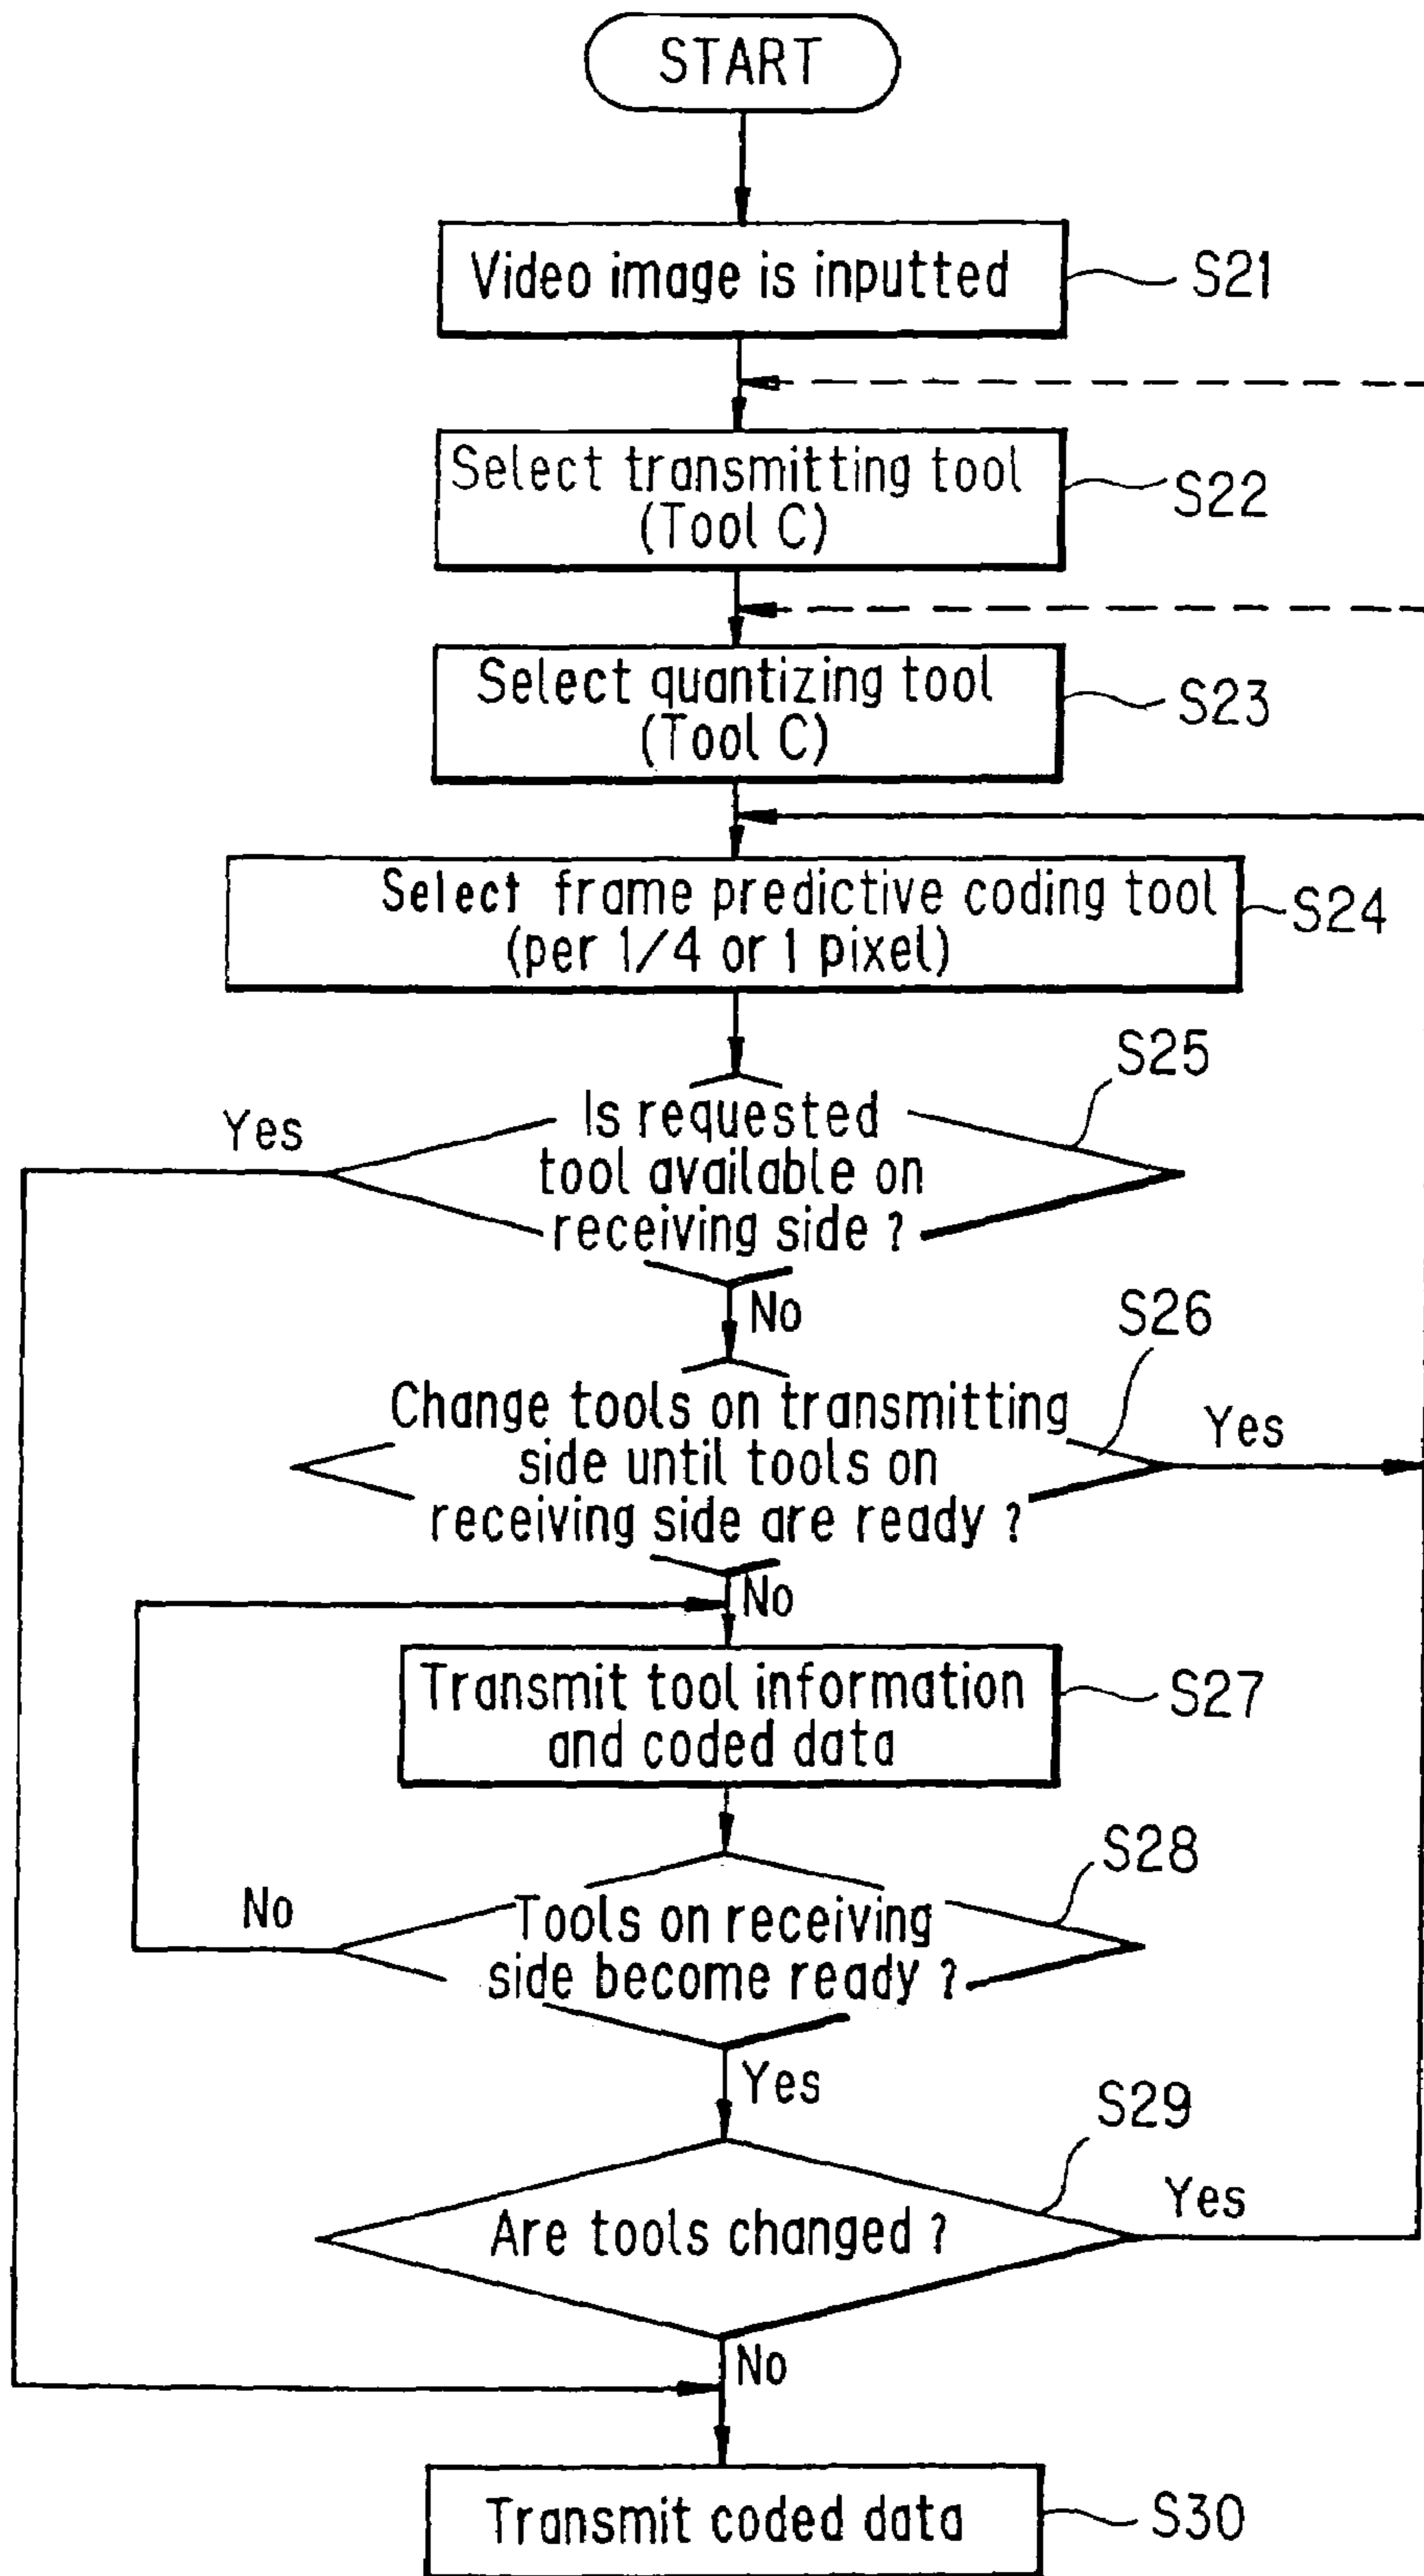 START
Video image is inputted
S21
Select transmitting tool
(Tool C)
S22
Select quantizing tool
(Tool C)
S23
Select frame predictive coding tool
(per 1/4 or 1 pixel)
S24
S25
Is requested
tool available on
receiving side ?
Yes
No
S26
Change tools on transmitting
side until tools on
receiving side are ready ?
Yes
No
Transmit tool information
and coded data
S27
S28
Tools on receiving
side become ready ?
No
Yes
S29
Are tools changed ?
Yes
No
Transmit coded data
S30